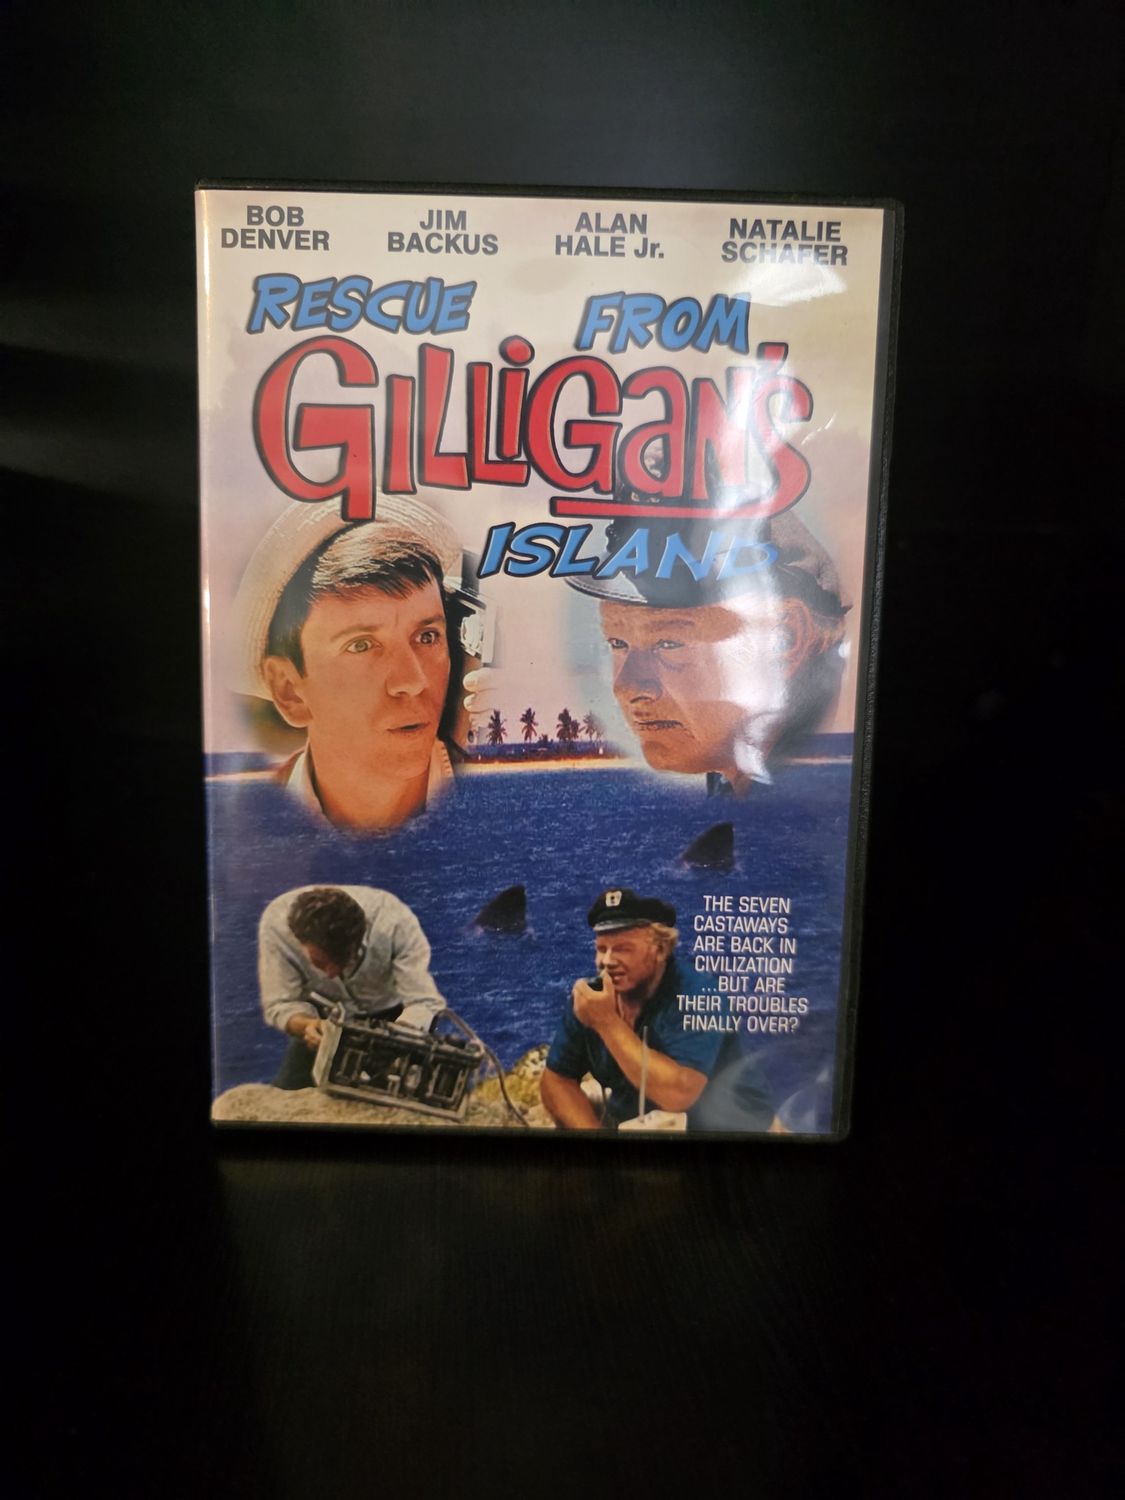 BOB DENVER
JIM BACKUS
ALAN HALE Jr.
NATALIE SCHAFER
RESCUE FROM
GILLIGAN'S
ISLAND
THE SEVEN
CASTAWAYS
ARE BACK IN
CIVILIZATION
...BUT ARE
THEIR TROUBLES
FINALLY OVER?